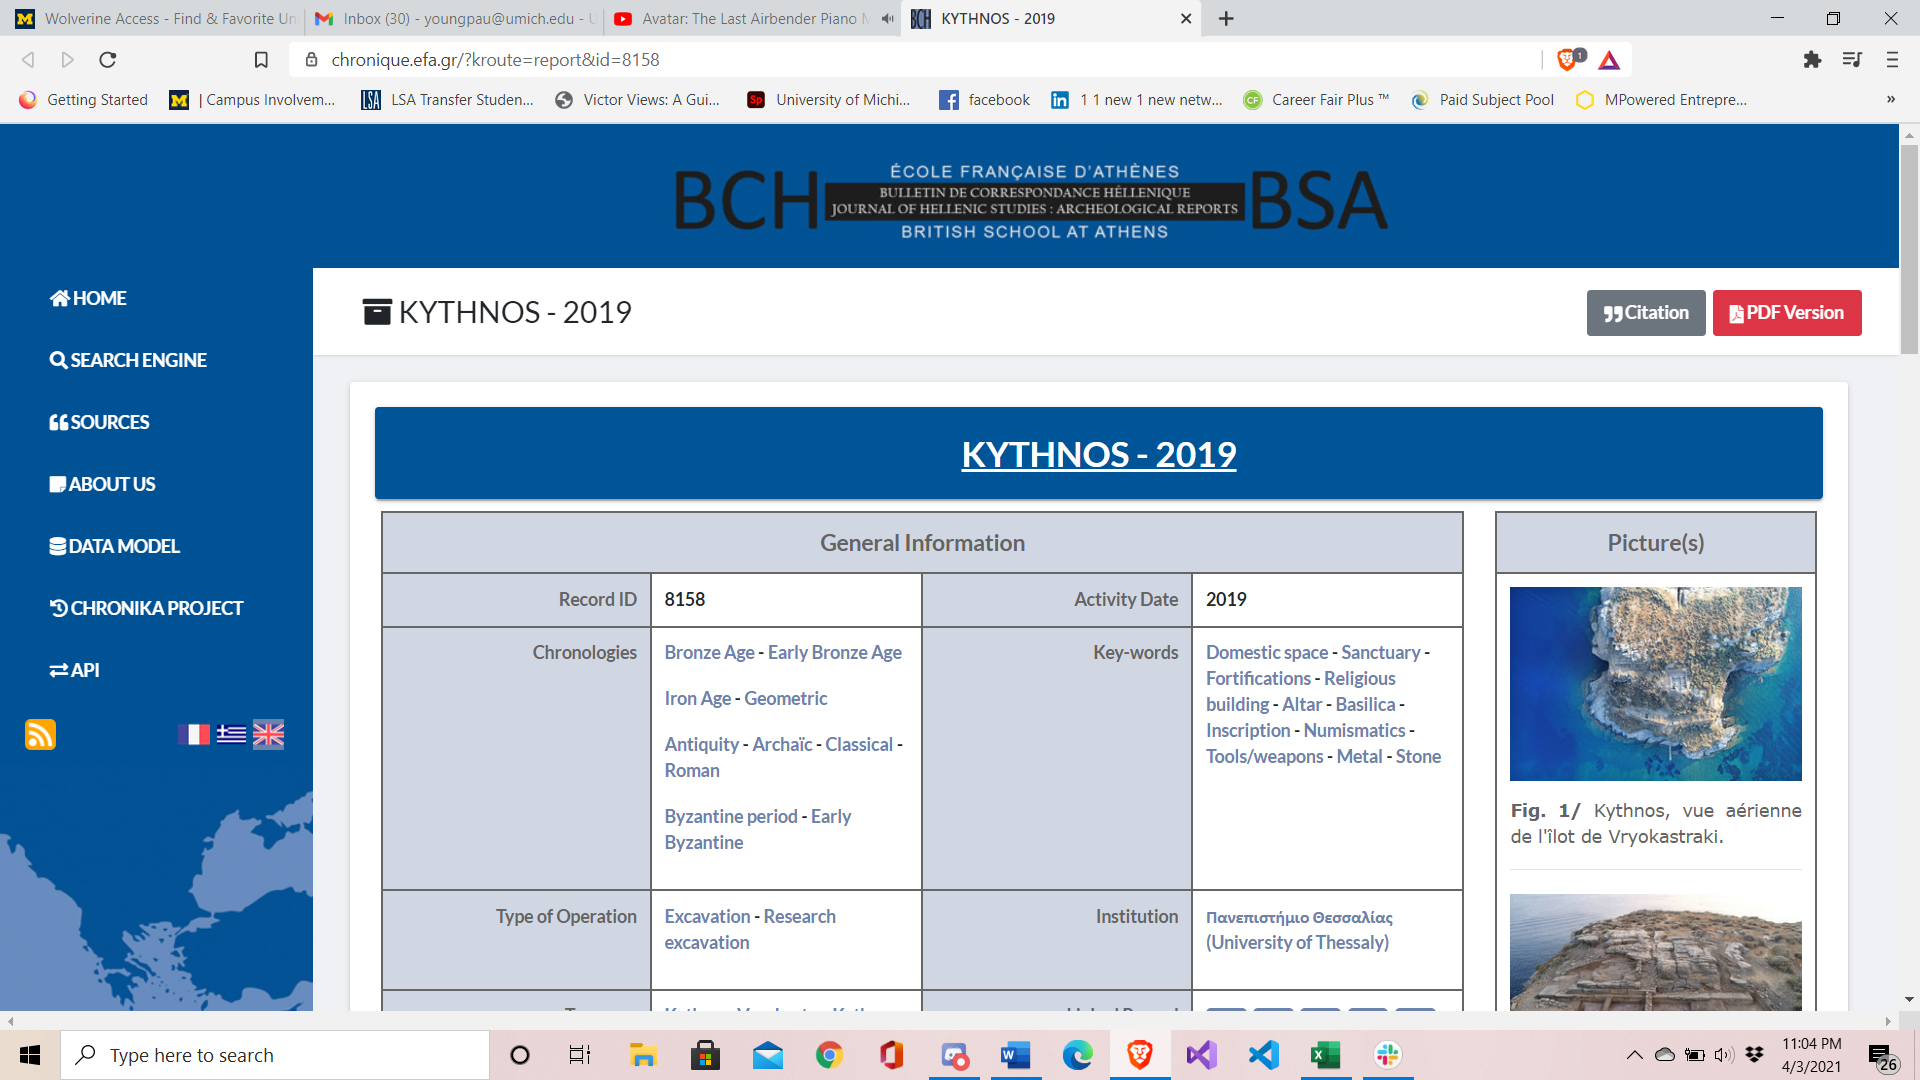 Wolverine Access - Find & Favorite Un
Inbox (30) - youngpau@umich.edu - U
Avatar: The Last Airbender Piano M
KYTHNOS - 2019
chronique.efa.gr/?kroute=report&id=8158
1
Getting Started
| Campus Involvem...
LSA Transfer Studen...
Victor Views: A Gui...
University of Michi...
facebook
1 1 new 1 new netw...
Career Fair Plus ™
Paid Subject Pool
MPowered Entrepre...
»
ÉCOLE FRANÇAISE D'ATHÈNES
BCH
BULLETIN DE CORRESPONDANCE HÉLLENIQUE
JOURNAL OF HELLENIC STUDIES : ARCHEOLOGICAL REPORTS
BSA
BRITISH SCHOOL AT ATHENS
HOME
SEARCH ENGINE
SOURCES
ABOUT US
DATA MODEL
CHRONIKA PROJECT
API
KYTHNOS - 2019
Citation
PDF Version
KYTHNOS - 2019
General Information
Record ID
8158
Activity Date
2019
Chronologies
Bronze Age - Early Bronze Age
Iron Age - Geometric
Antiquity - Archaïc - Classical -
Roman
Byzantine period - Early
Byzantine
Key-words
Domestic space - Sanctuary -
Fortifications - Religious
building - Altar - Basilica -
Inscription - Numismatics -
Tools/weapons - Metal - Stone
Type of Operation
Excavation - Research
excavation
Institution
Πανεπιστήμιο Θεσσαλίας
(University of Thessaly)
Picture(s)
Fig. 1/ Kythnos, vue aérienne
de l'îlot de Vryokastraki.
Type here to search
11:04 PM
4/3/2021
26